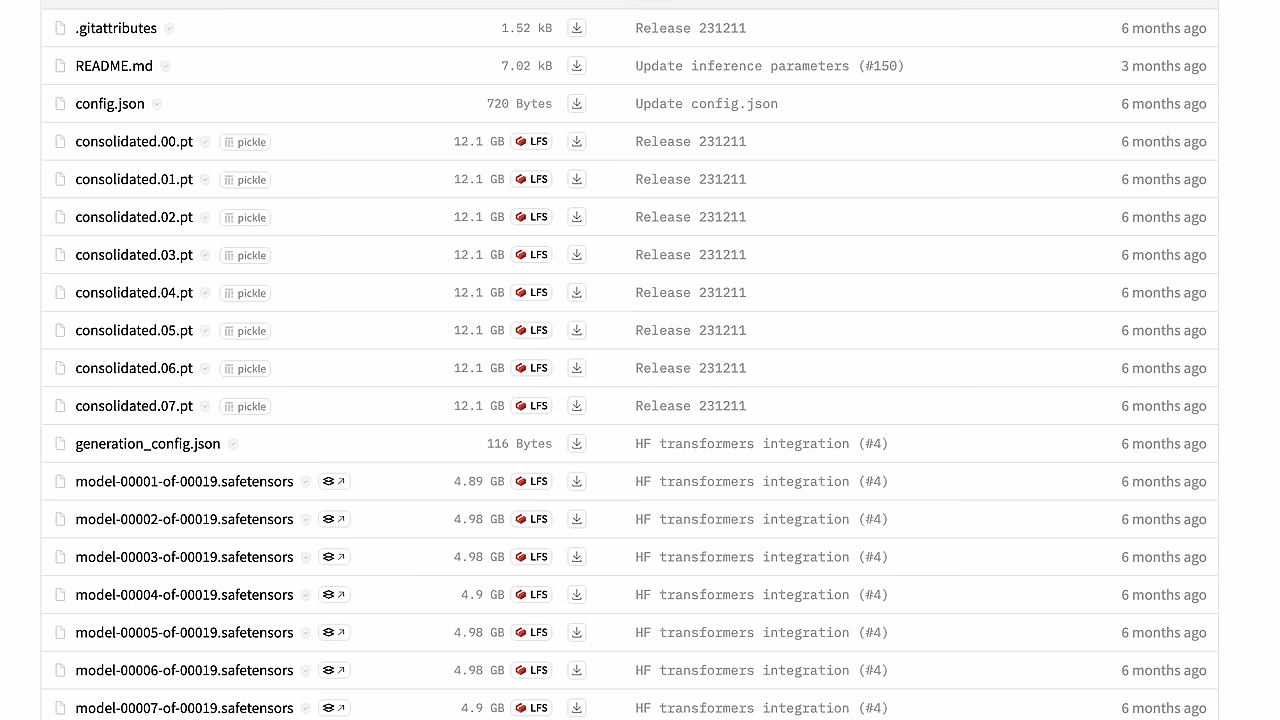 .gitattributes 1.52 kB Release 231211 6 months ago
README.md 7.02 kB Update inference parameters (#150) 3 months ago
config.json 720 Bytes Update config.json 6 months ago
consolidated.00.pt pickle 12.1 GB LFS Release 231211 6 months ago
consolidated.01.pt pickle 12.1 GB LFS Release 231211 6 months ago
consolidated.02.pt pickle 12.1 GB LFS Release 231211 6 months ago
consolidated.03.pt pickle 12.1 GB LFS Release 231211 6 months ago
consolidated.04.pt pickle 12.1 GB LFS Release 231211 6 months ago
consolidated.05.pt pickle 12.1 GB LFS Release 231211 6 months ago
consolidated.06.pt pickle 12.1 GB LFS Release 231211 6 months ago
consolidated.07.pt pickle 12.1 GB LFS Release 231211 6 months ago
generation_config.json 116 Bytes HF transformers integration (#4) 6 months ago
model-00001-of-00019.safetensors 4.89 GB LFS HF transformers integration (#4) 6 months ago
model-00002-of-00019.safetensors 4.98 GB LFS HF transformers integration (#4) 6 months ago
model-00003-of-00019.safetensors 4.98 GB LFS HF transformers integration (#4) 6 months ago
model-00004-of-00019.safetensors 4.9 GB LFS HF transformers integration (#4) 6 months ago
model-00005-of-00019.safetensors 4.98 GB LFS HF transformers integration (#4) 6 months ago
model-00006-of-00019.safetensors 4.98 GB LFS HF transformers integration (#4) 6 months ago
model-00007-of-00019.safetensors 4.9 GB LFS HF transformers integration (#4) 6 months ago